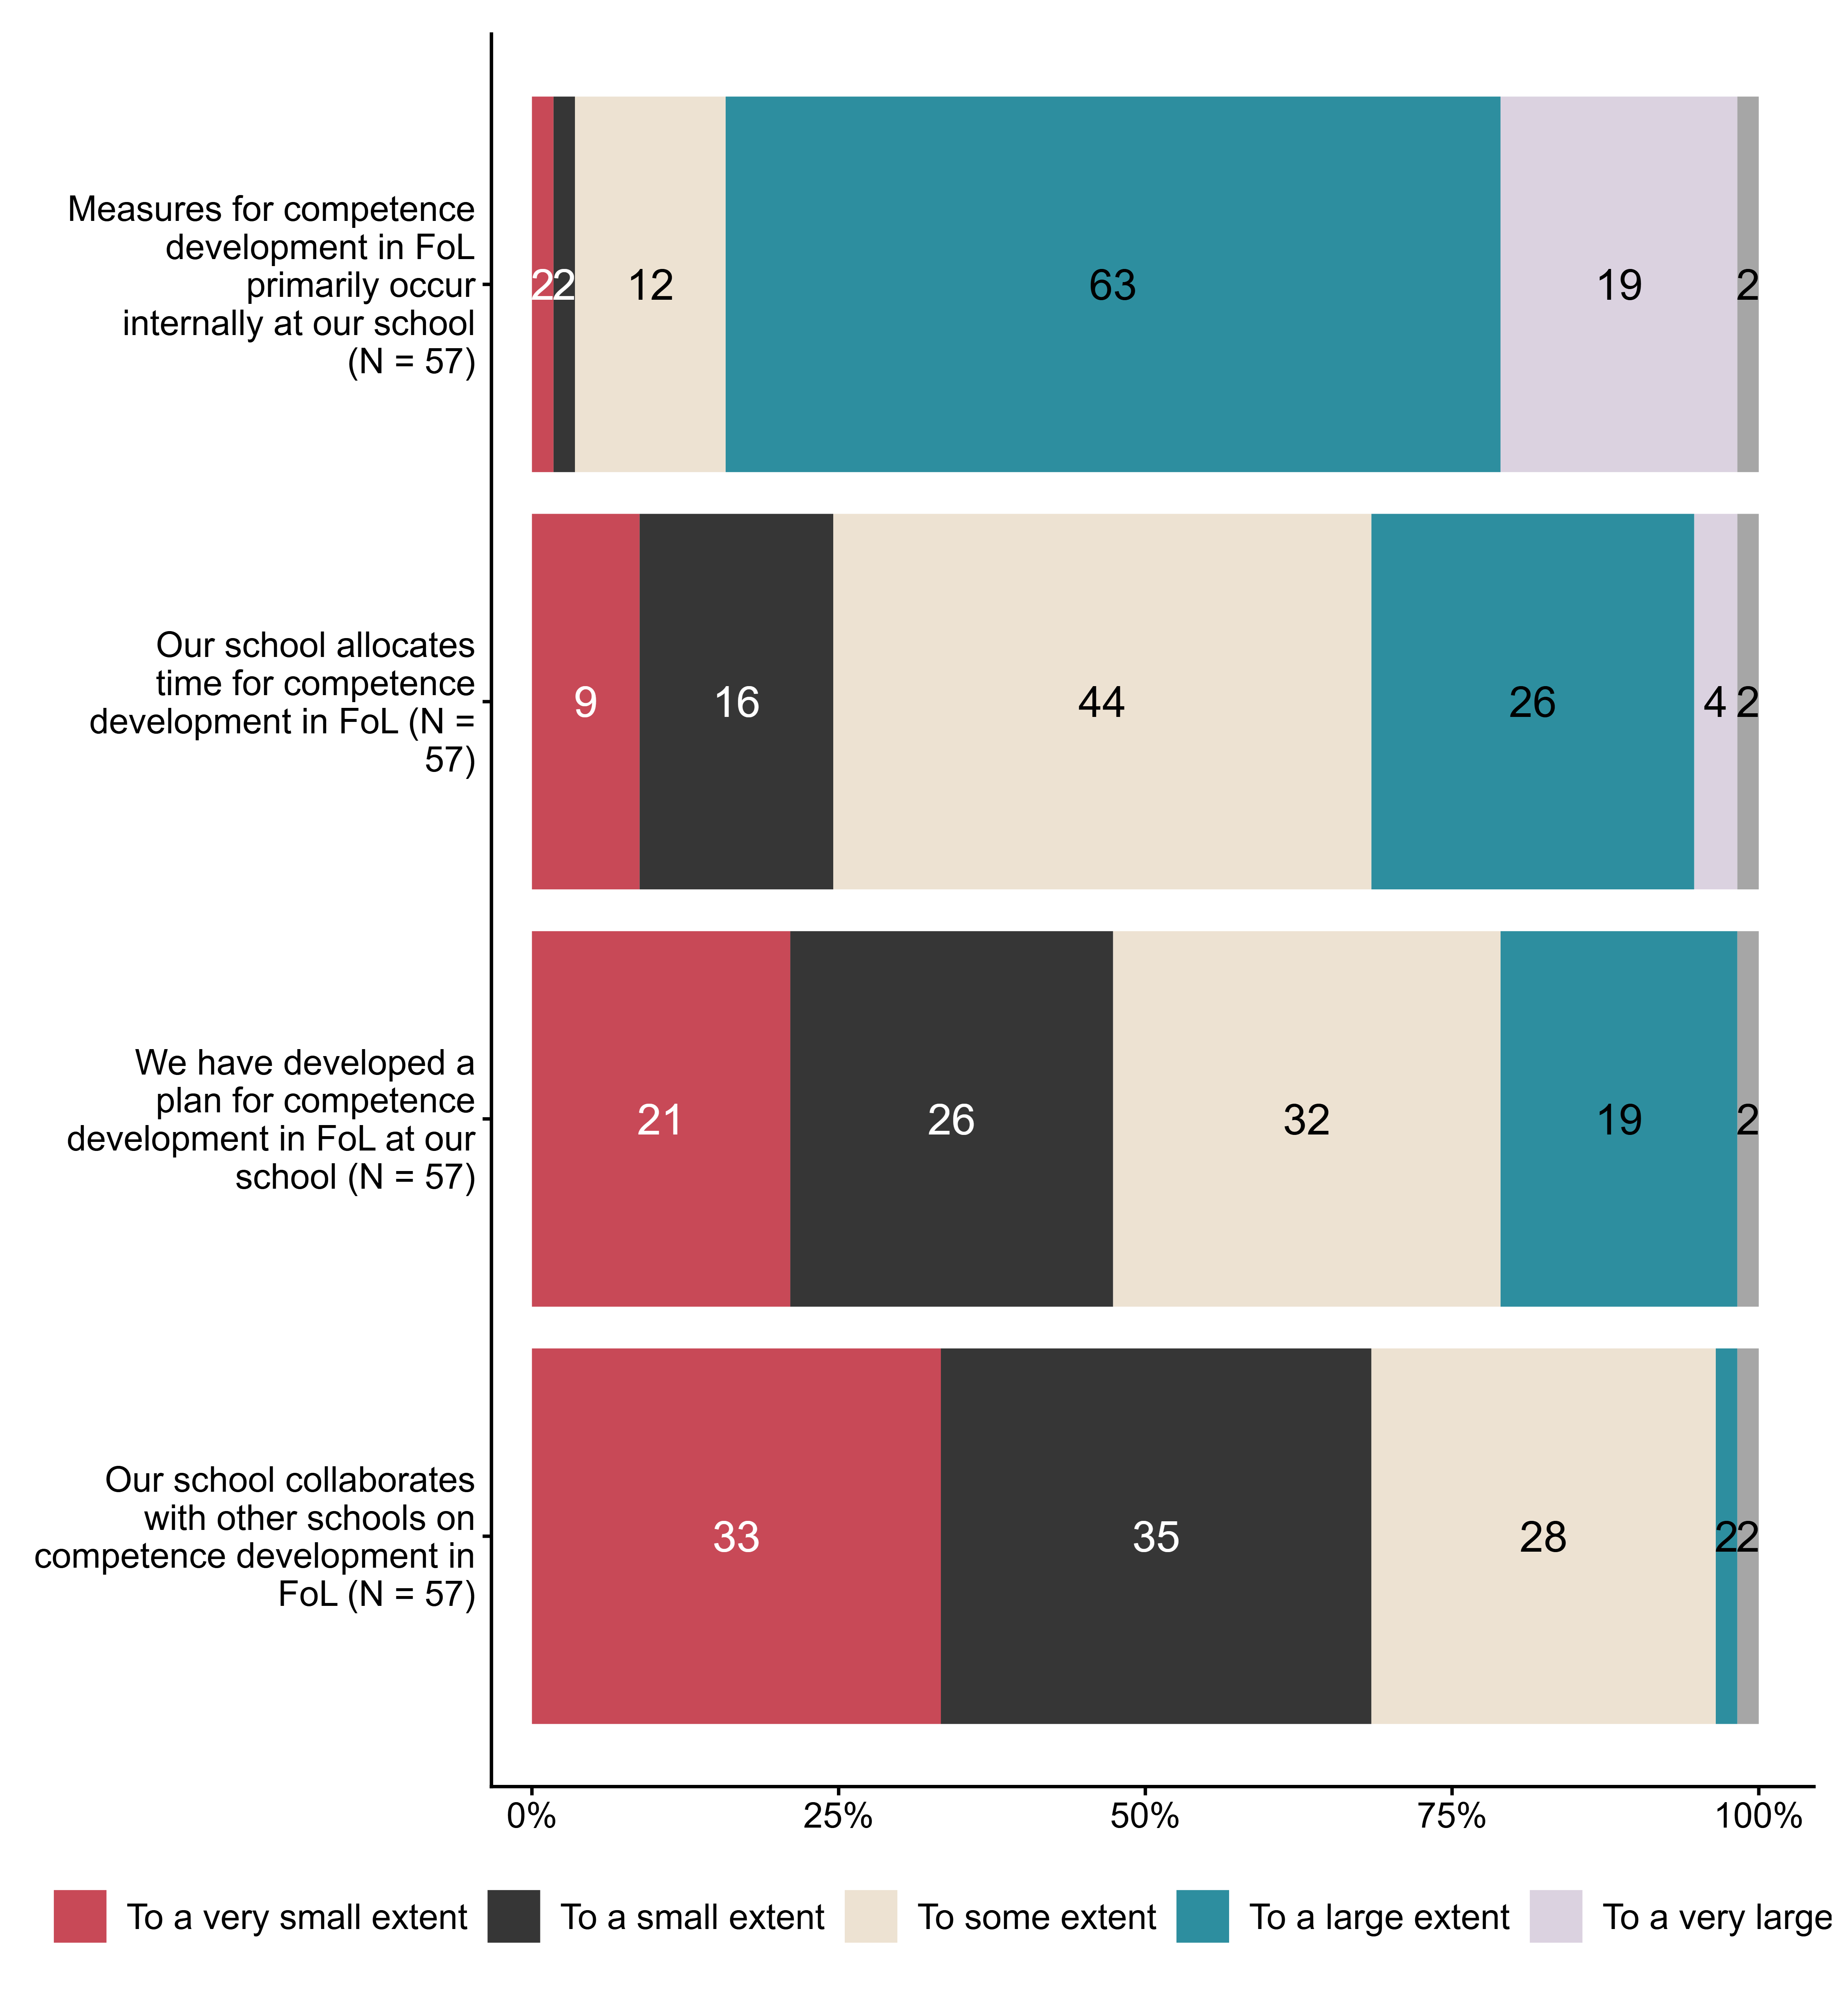 Measures for competence
development in FoL
primarily occur
internally at our school
(N = 57)
2 2 12 63 19 2
Our school allocates
time for competence
development in FoL (N =
57)
9 16 44 26 4 2
We have developed a
plan for competence
development in FoL at our
school (N = 57)
21 26 32 19 2
Our school collaborates
with other schools on
competence development in
FoL (N = 57)
33 35 28 2 2
0% 25% 50% 75% 100%
To a very small extent To a small extent To some extent To a large extent To a very large